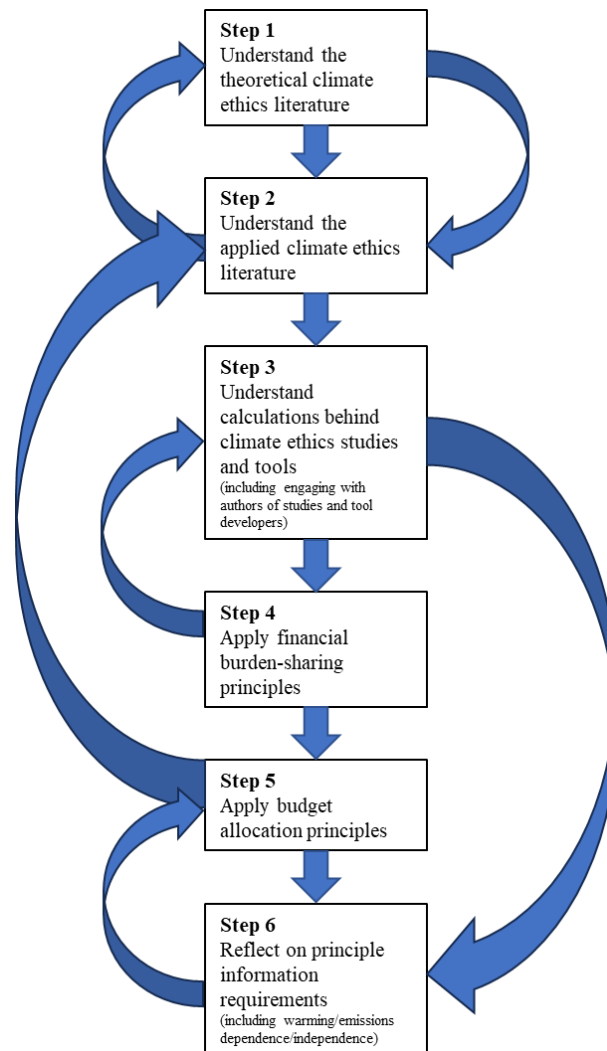 Step 1
Understand the
theoretical climate
ethics literature
Step 2
Understand the
applied climate ethics
literature
Step 3
Understand
calculations behind
climate ethics studies
and tools
(including engaging with
authors of studies and tool
developers)
Step 4
Apply financial
burden-sharing
principles
Step 5
Apply budget
allocation principles
Step 6
Reflect on principle
information
requirements
(including warming/emissions
dependence/independence)